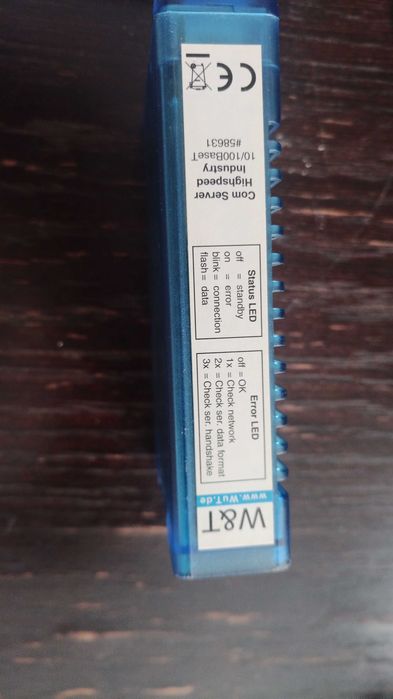 W&T
www.WuT.de
Error LED
off = OK
1x = Check network
2x = Check ser. data format
3x = Check ser. handshake
Status LED
off = standby
on = error
blink= connection
flash= data
Com Server
Highspeed
Industry
10/100BaseT
#58631
CE